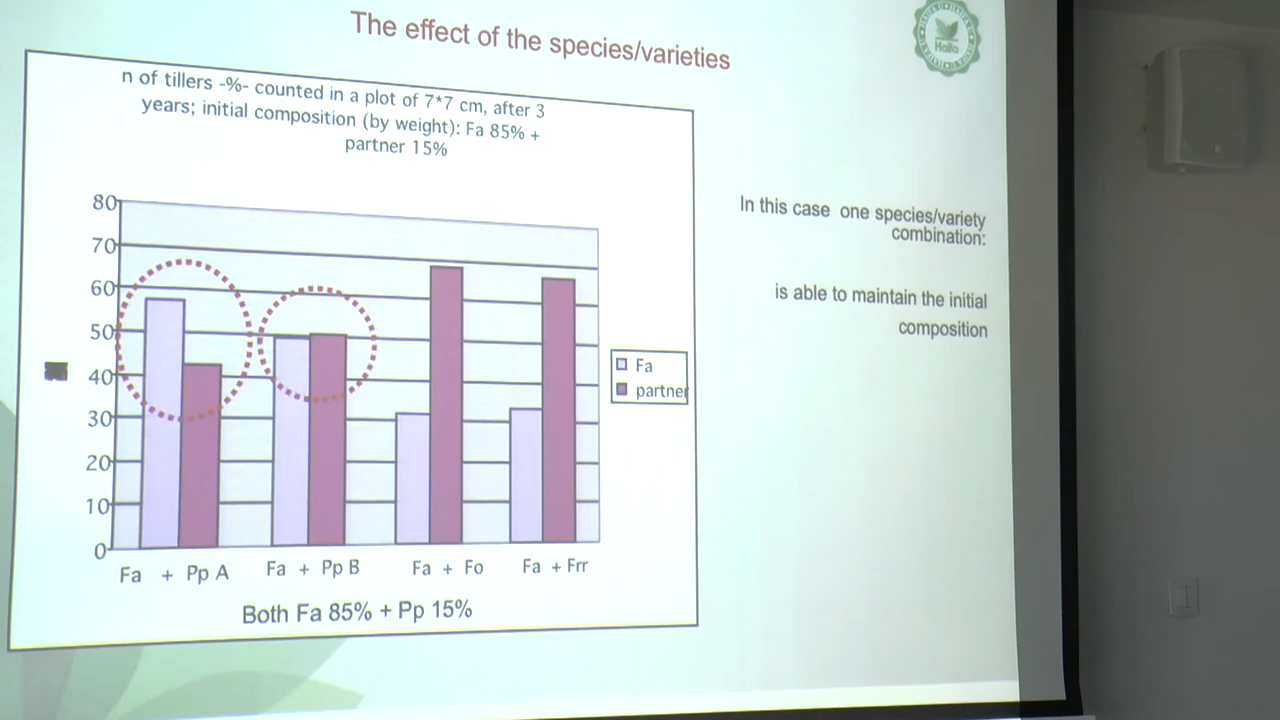 The effect of the species/varieties
Haifa
n of tillers -%- counted in a plot of 7*7 cm, after 3
years; initial composition (by weight): Fa 85% +
partner 15%
80
70
60
50
40
30
20
10
0
Fa + Pp A
Fa + Pp B
Fa + Fo
Fa + Frr
Both Fa 85% + Pp 15%
Fa
partner
In this case one species/variety
combination:
is able to maintain the initial
composition